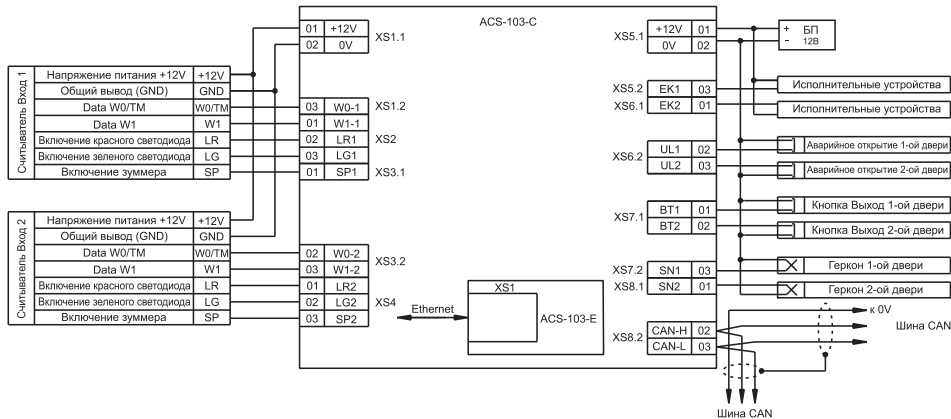 ACS-103-C
01 +12V
02 0V
XS1.1
Считыватель Вход 1
Напряжение питания +12V +12V
Общий вывод (GND) GND
Data W0/TM W0/TM
Data W1 W1
Включение красного светодиода LR
Включение зеленого светодиода LG
Включение зуммера SP
03 W0-1
XS1.2
01 W1-1
02 LR1
XS2
03 LG1
01 SP1
XS3.1
Считыватель Вход 2
Напряжение питания +12V +12V
Общий вывод (GND) GND
Data W0/TM W0/TM
Data W1 W1
Включение красного светодиода LR
Включение зеленого светодиода LG
Включение зуммера SP
02 W0-2
XS3.2
03 W1-2
01 LR2
02 LG2
XS4
03 SP2
Ethernet
XS1
ACS-103-E
XS5.1
+12V 01
0V 02
+ БП
- 12В
XS5.2
EK1 03
XS6.1
EK2 01
Исполнительные устройства
Исполнительные устройства
XS6.2
UL1 02
UL2 03
Аварийное открытие 1-ой двери
Аварийное открытие 2-ой двери
XS7.1
BT1 01
BT2 02
Кнопка Выход 1-ой двери
Кнопка Выход 2-ой двери
XS7.2
SN1 03
XS8.1
SN2 01
Геркон 1-ой двери
Геркон 2-ой двери
XS8.2
CAN-H 02
CAN-L 03
к 0V
Шина CAN
Шина CAN